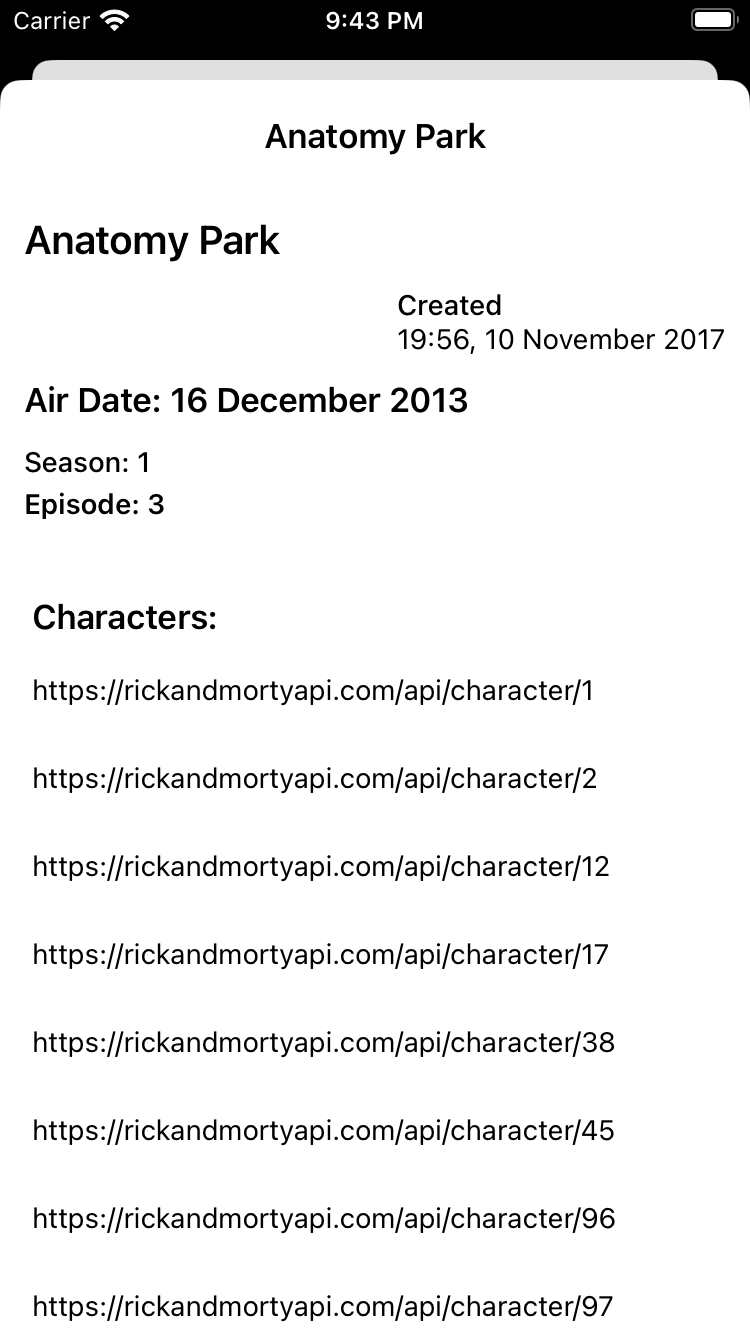 Carrier 9:43 PM
Anatomy Park
Anatomy Park
Created
19:56, 10 November 2017
Air Date: 16 December 2013
Season: 1
Episode: 3
Characters:
https://rickandmortyapi.com/api/character/1
https://rickandmortyapi.com/api/character/2
https://rickandmortyapi.com/api/character/12
https://rickandmortyapi.com/api/character/17
https://rickandmortyapi.com/api/character/38
https://rickandmortyapi.com/api/character/45
https://rickandmortyapi.com/api/character/96
https://rickandmortyapi.com/api/character/97